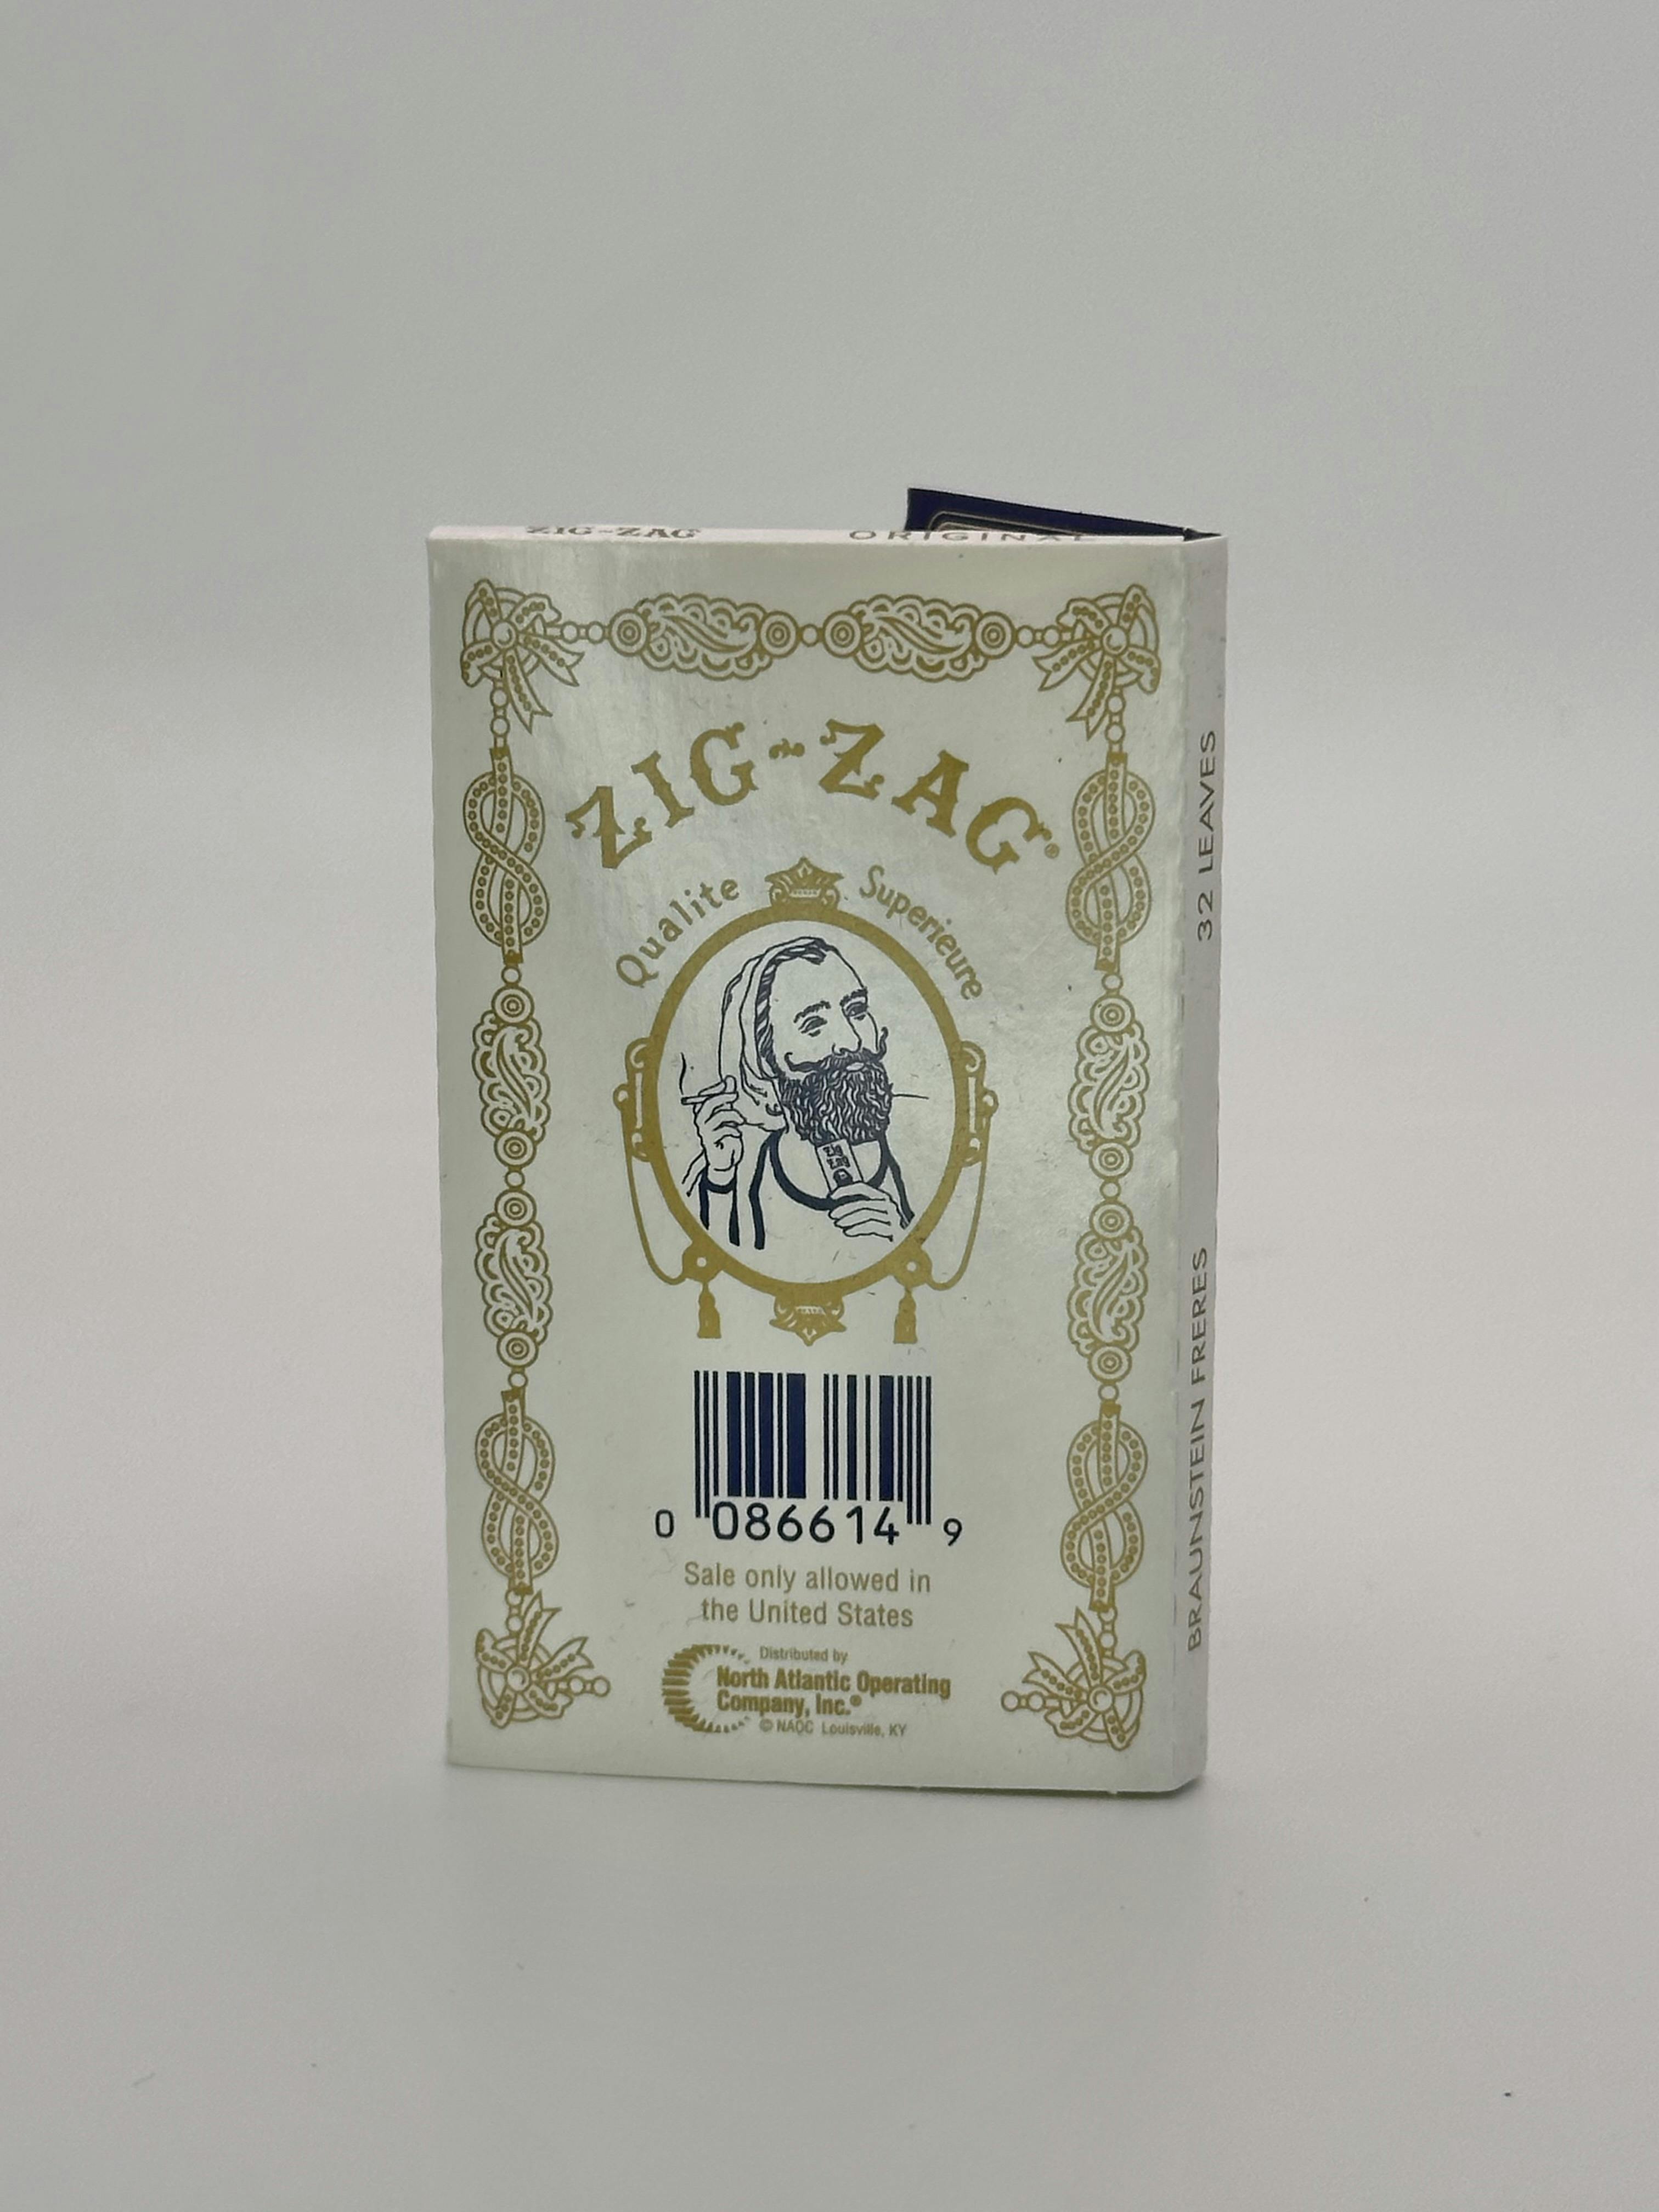 ZIG-ZAG ORIGINAL
ZIG-ZAG®
Qualite Superieure
0 086614 9
Sale only allowed in
the United States
Distributed by
North Atlantic Operating
Company, Inc.®
© NAOC Louisville, KY
BRAUNSTEIN FRERES 32 LEAVES